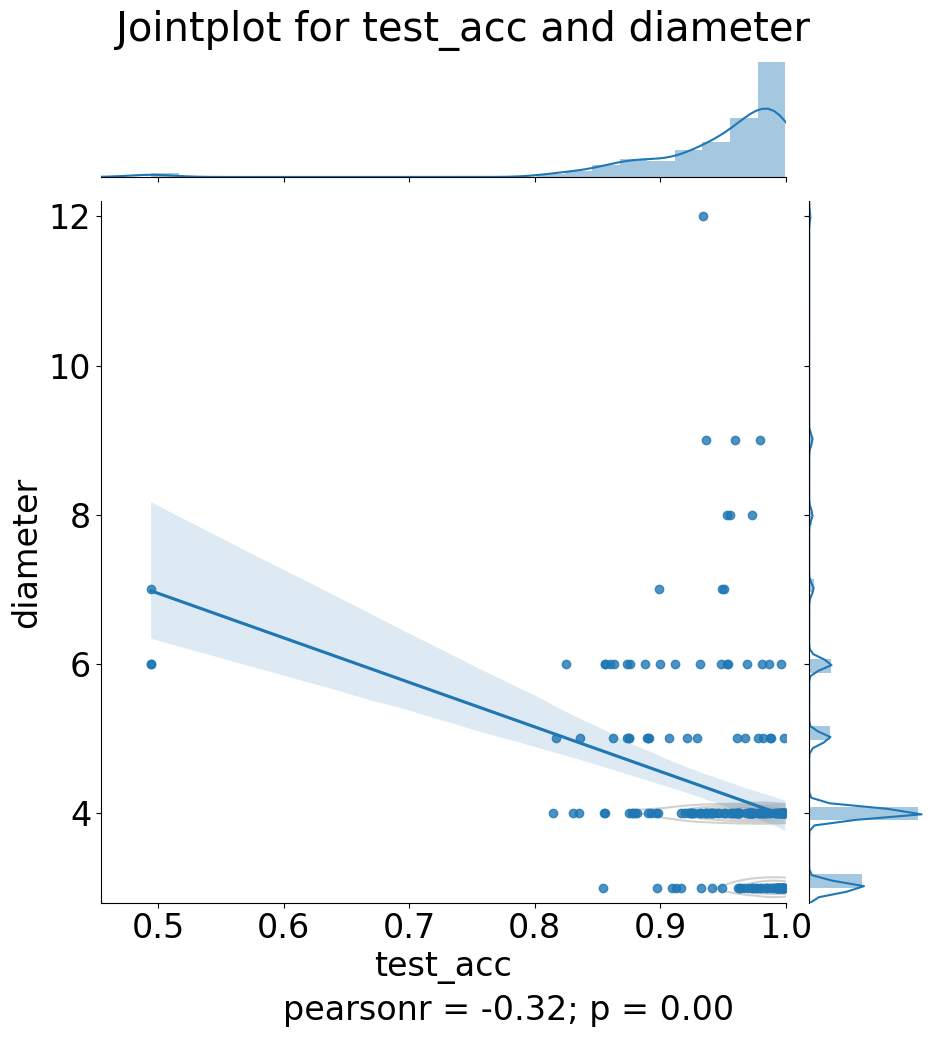 Jointplot for test_acc and diameter
12
10
8
6
4
diameter
0.5 0.6 0.7 0.8 0.9 1.0
test_acc
pearsonr = -0.32; p = 0.00